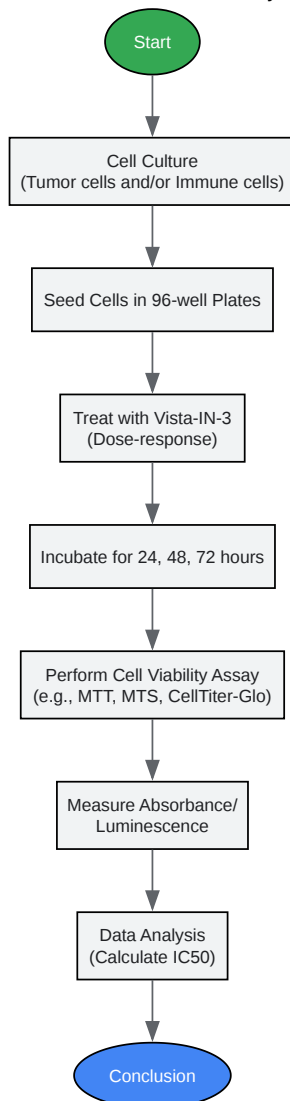 Start
Cell Culture
(Tumor cells and/or Immune cells)
Seed Cells in 96-well Plates
Treat with Vista-IN-3
(Dose-response)
Incubate for 24, 48, 72 hours
Perform Cell Viability Assay
(e.g., MTT, MTS, CellTiter-Glo)
Measure Absorbance/
Luminescence
Data Analysis
(Calculate IC50)
Conclusion